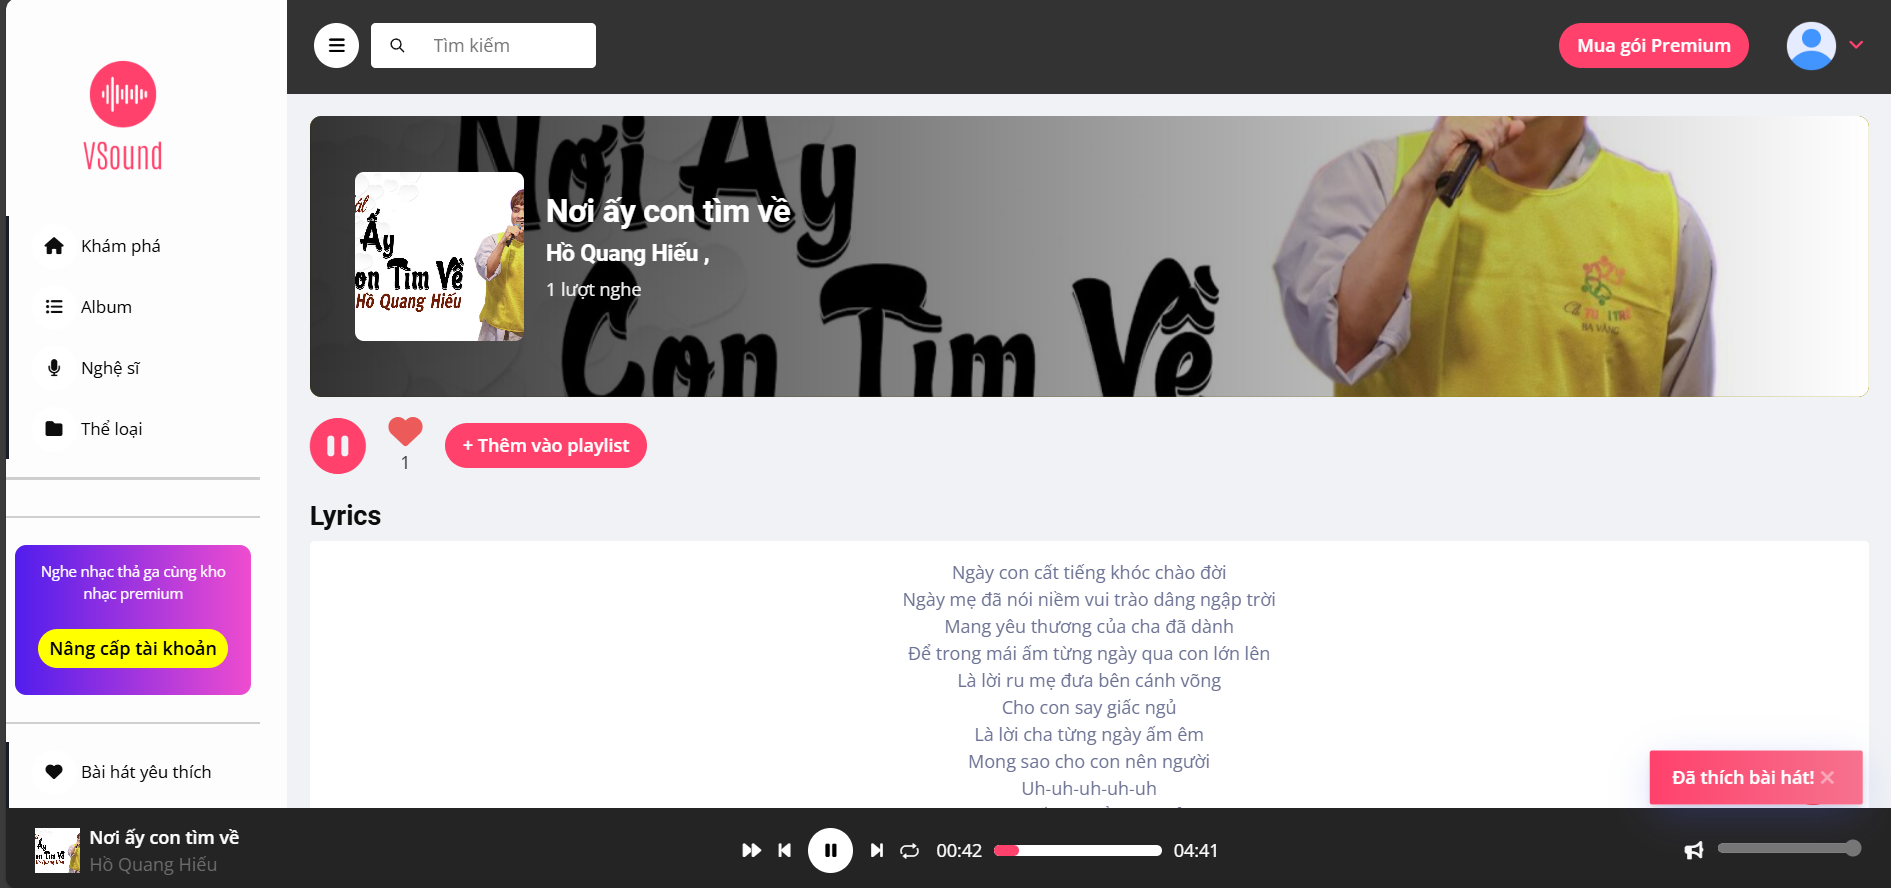 VSound
Khám phá
Album
Nghệ sĩ
Thể loại
Nghe nhạc thả ga cùng kho
nhạc premium
Nâng cấp tài khoản
Bài hát yêu thích
Tìm kiếm
Mua gói Premium
Nơi Ấy
Con Tìm Về
Ấy
on Tìm Về
Hồ Quang Hiếu
Nơi ấy con tìm về
Hồ Quang Hiếu ,
1 lượt nghe
BA VÀNG
1
+ Thêm vào playlist
Lyrics
Ngày con cất tiếng khóc chào đời
Ngày mẹ đã nói niềm vui trào dâng ngập trời
Mang yêu thương của cha đã dành
Để trong mái ấm từng ngày qua con lớn lên
Là lời ru mẹ đưa bên cánh võng
Cho con say giấc ngủ
Là lời cha từng ngày ấm êm
Mong sao cho con nên người
Uh-uh-uh-uh-uh
Đã thích bài hát!
Nơi ấy con tìm về
Hồ Quang Hiếu
00:42
04:41